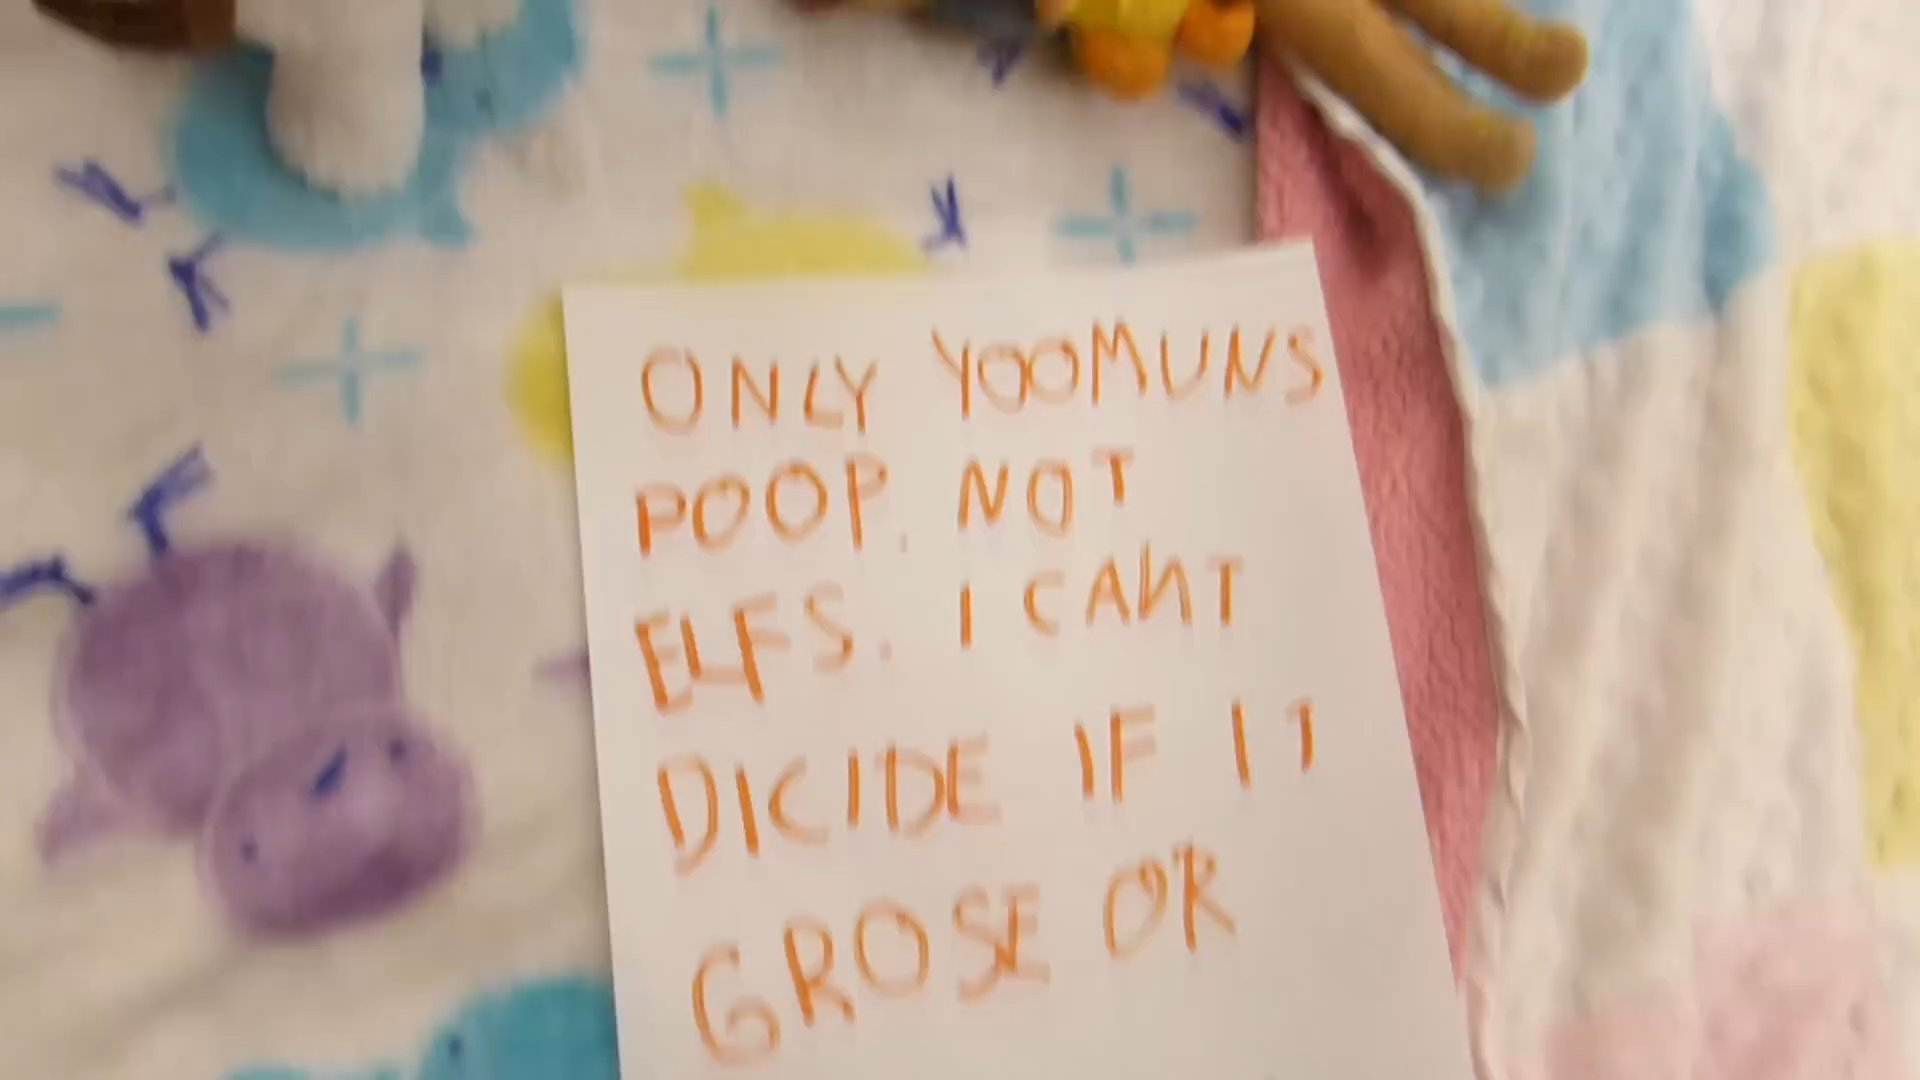 ONLY YOOMUNS
POOP. NOT
ELFS. I CANT
DICIDE IF IT
GROSE OR